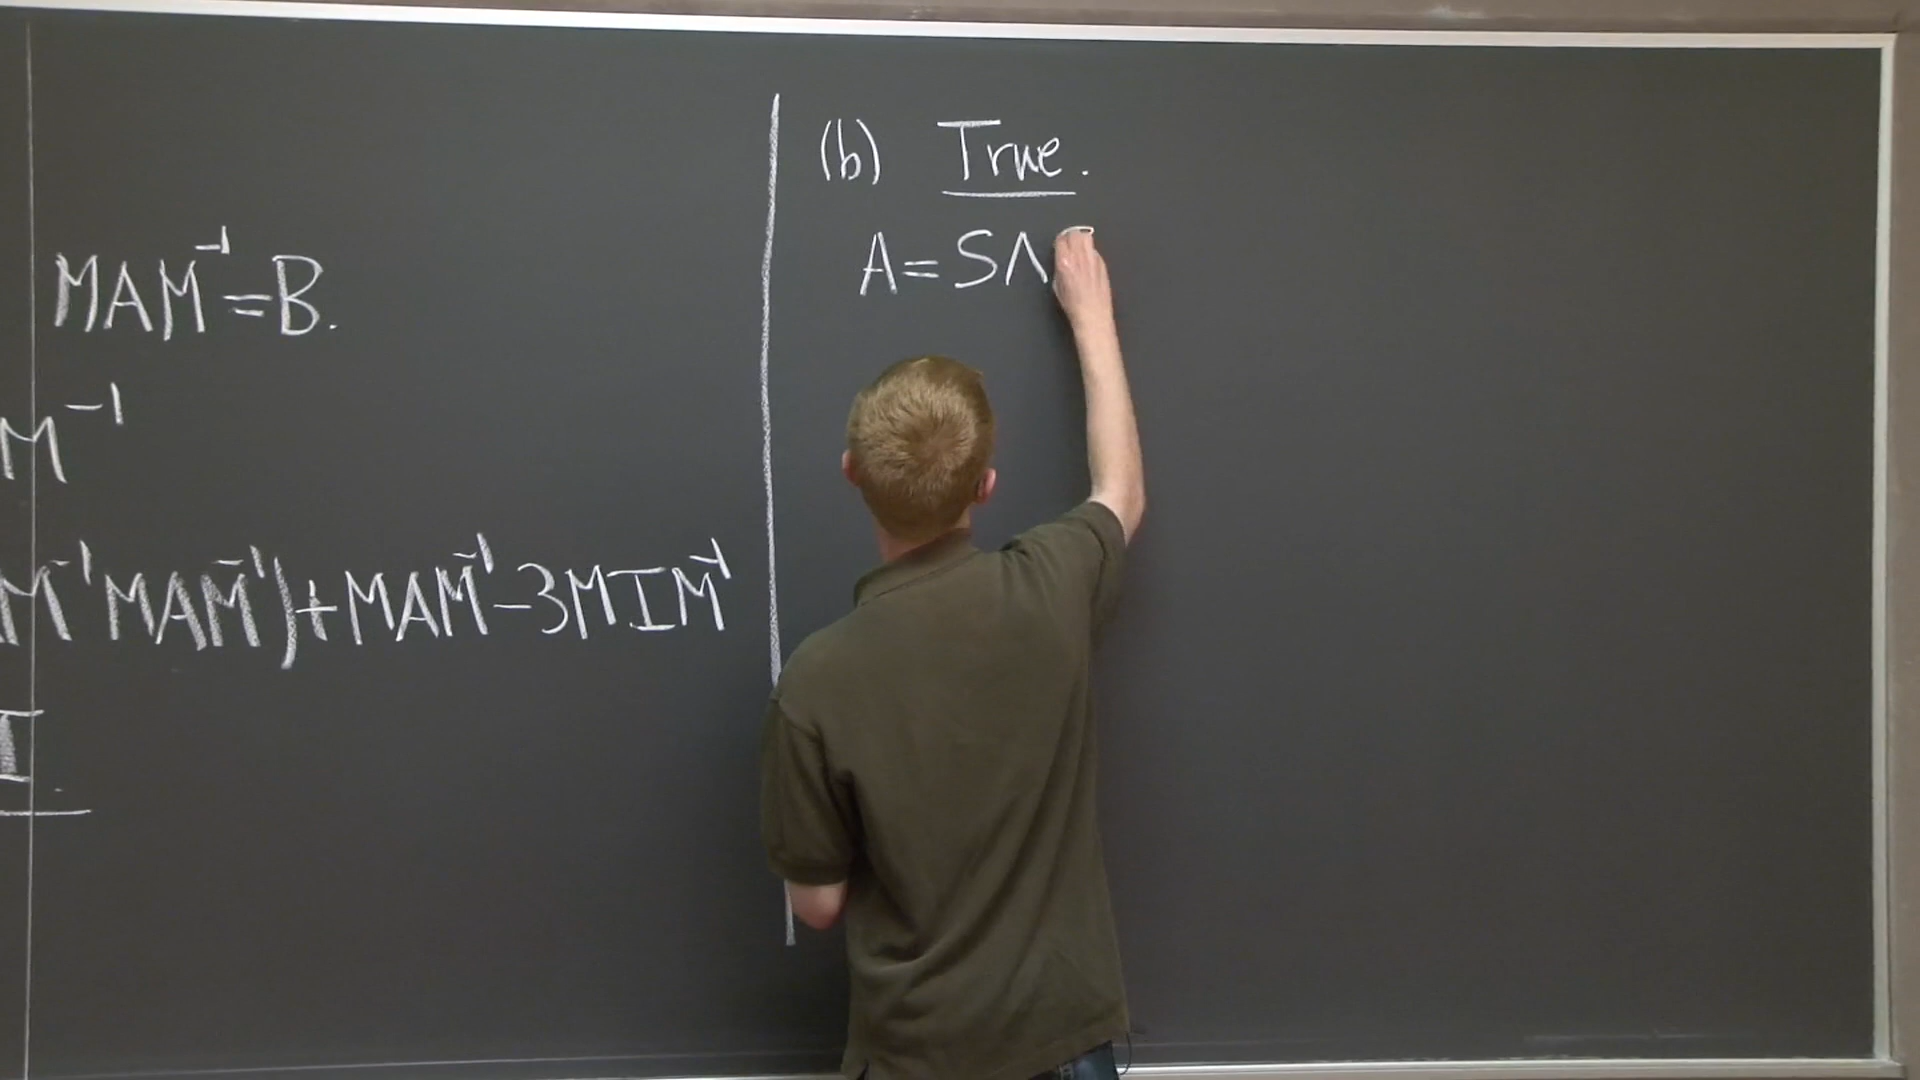 MAM⁻¹=B.
M⁻¹
M⁻¹MAM⁻¹)+MAM⁻¹-3MIM⁻¹
I.
(b) True.
A=SΛ